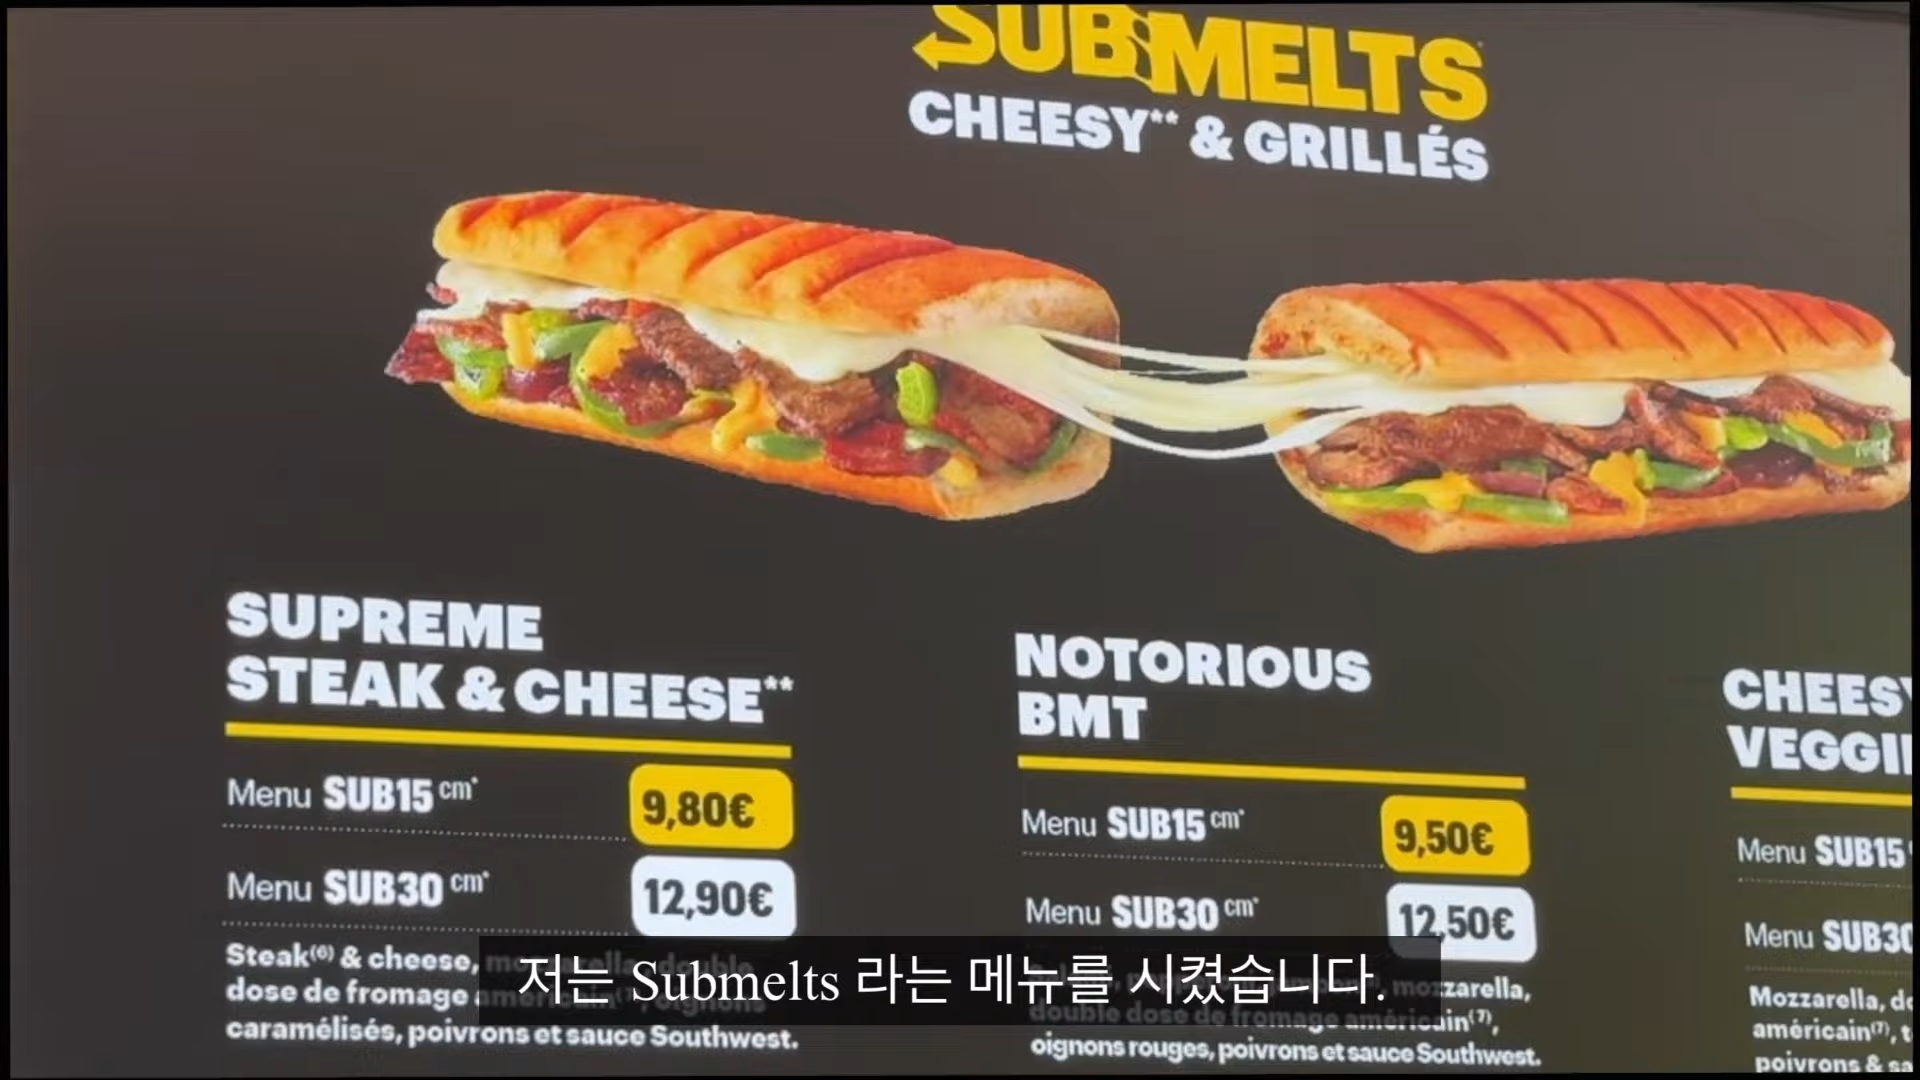 SUBMELTS
CHEESY** & GRILLÉS
SUPREME
STEAK & CHEESE**
Menu SUB15 cm* 9,80€
Menu SUB30 cm* 12,90€
Steak(6) & cheese,
dose de fromage
caramélisés, poivrons et sauce Southwest.
NOTORIOUS
BMT
Menu SUB15 cm* 9,50€
Menu SUB30 cm* 12,50€
mozzarella,
double dose de fromage américain(7),
oignons rouges, poivrons et sauce Southwest.
CHEESY
Menu SUB15
Menu SUB30
Mozzarella,
américain(7),
poivrons &
저는 Submelts 라는 메뉴를 시켰습니다.